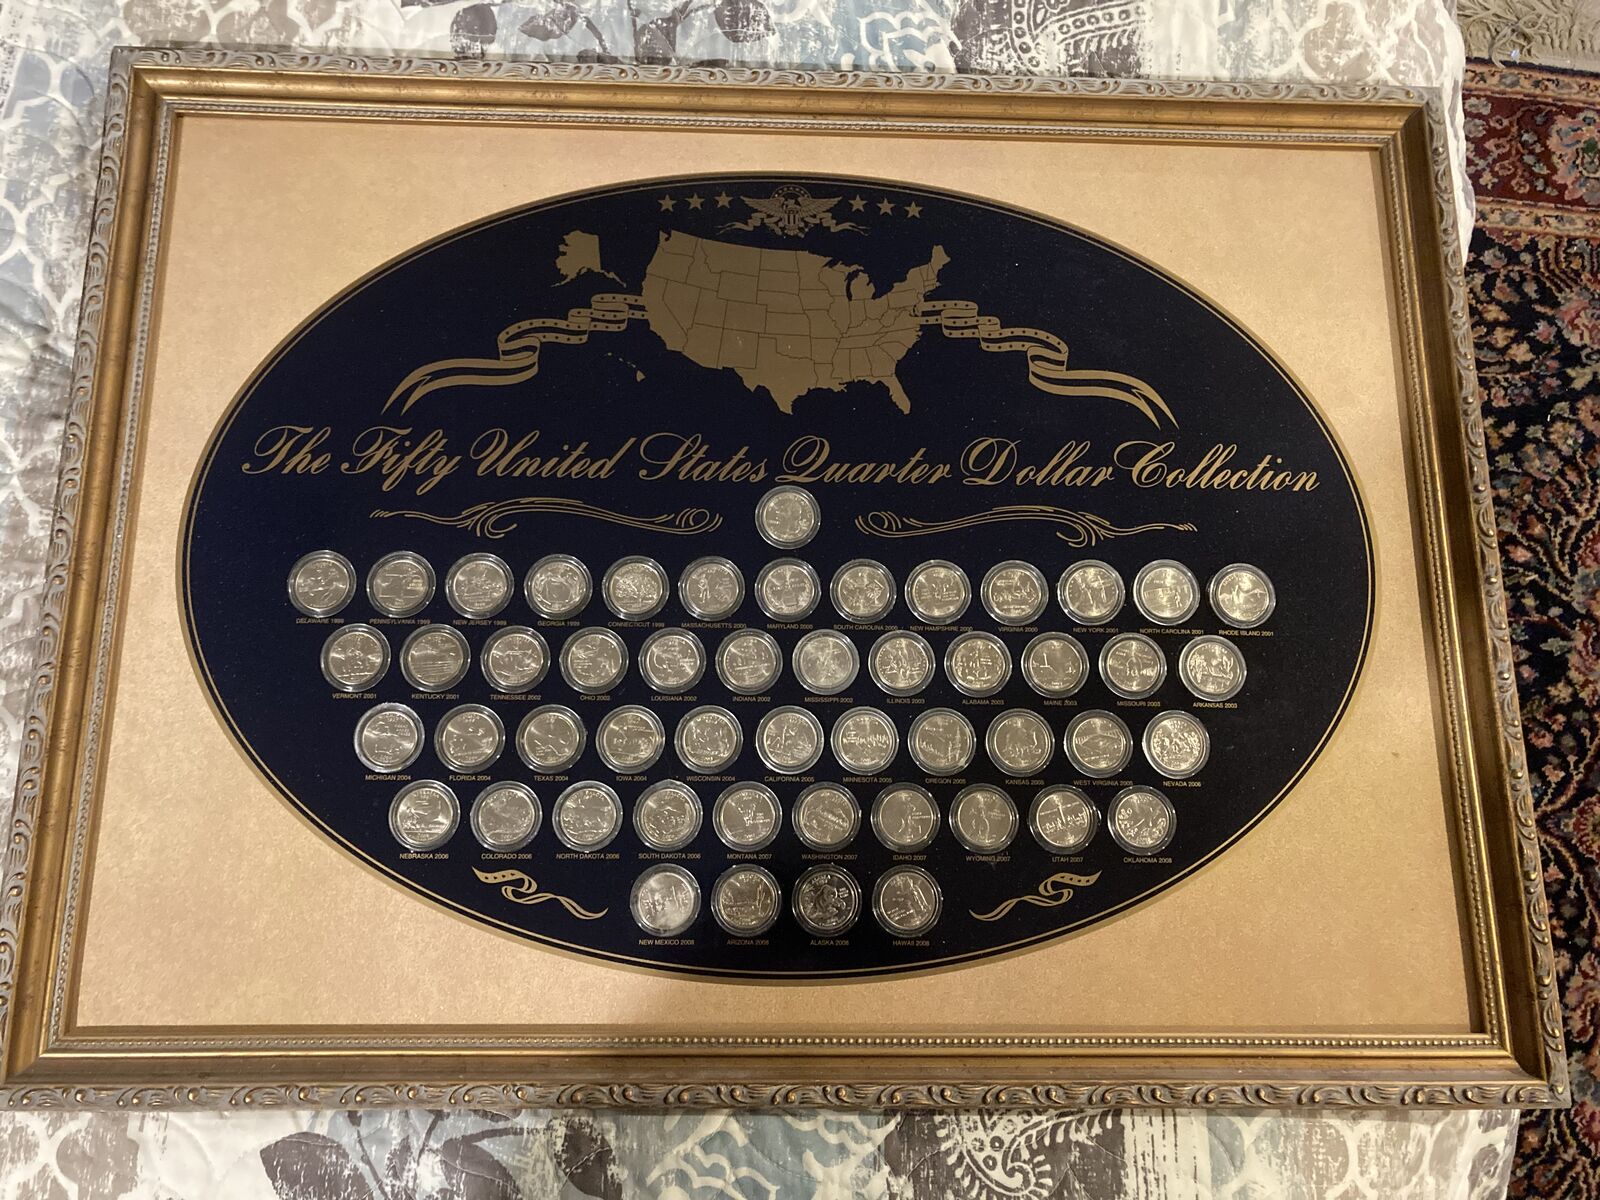 The Fifty United States Quarter Dollar Collection
DELAWARE 1999 PENNSYLVANIA 1999 NEW JERSEY 1999 GEORGIA 1999 CONNECTICUT 1999 MASSACHUSETTS 2000 MARYLAND 2000 SOUTH CAROLINA 2000 NEW HAMPSHIRE 2000 VIRGINIA 2000 NEW YORK 2001 NORTH CAROLINA 2001 RHODE ISLAND 2001
VERMONT 2001 KENTUCKY 2001 TENNESSEE 2002 OHIO 2002 LOUISIANA 2002 INDIANA 2002 MISSISSIPPI 2002 ILLINOIS 2003 ALABAMA 2003 MAINE 2003 MISSOURI 2003 ARKANSAS 2003
MICHIGAN 2004 FLORIDA 2004 TEXAS 2004 IOWA 2004 WISCONSIN 2004 CALIFORNIA 2005 MINNESOTA 2005 OREGON 2005 KANSAS 2005 WEST VIRGINIA 2005 NEVADA 2006
NEBRASKA 2006 COLORADO 2006 NORTH DAKOTA 2006 SOUTH DAKOTA 2006 MONTANA 2007 WASHINGTON 2007 IDAHO 2007 WYOMING 2007 UTAH 2007 OKLAHOMA 2008
NEW MEXICO 2008 ARIZONA 2008 ALASKA 2008 HAWAII 2008